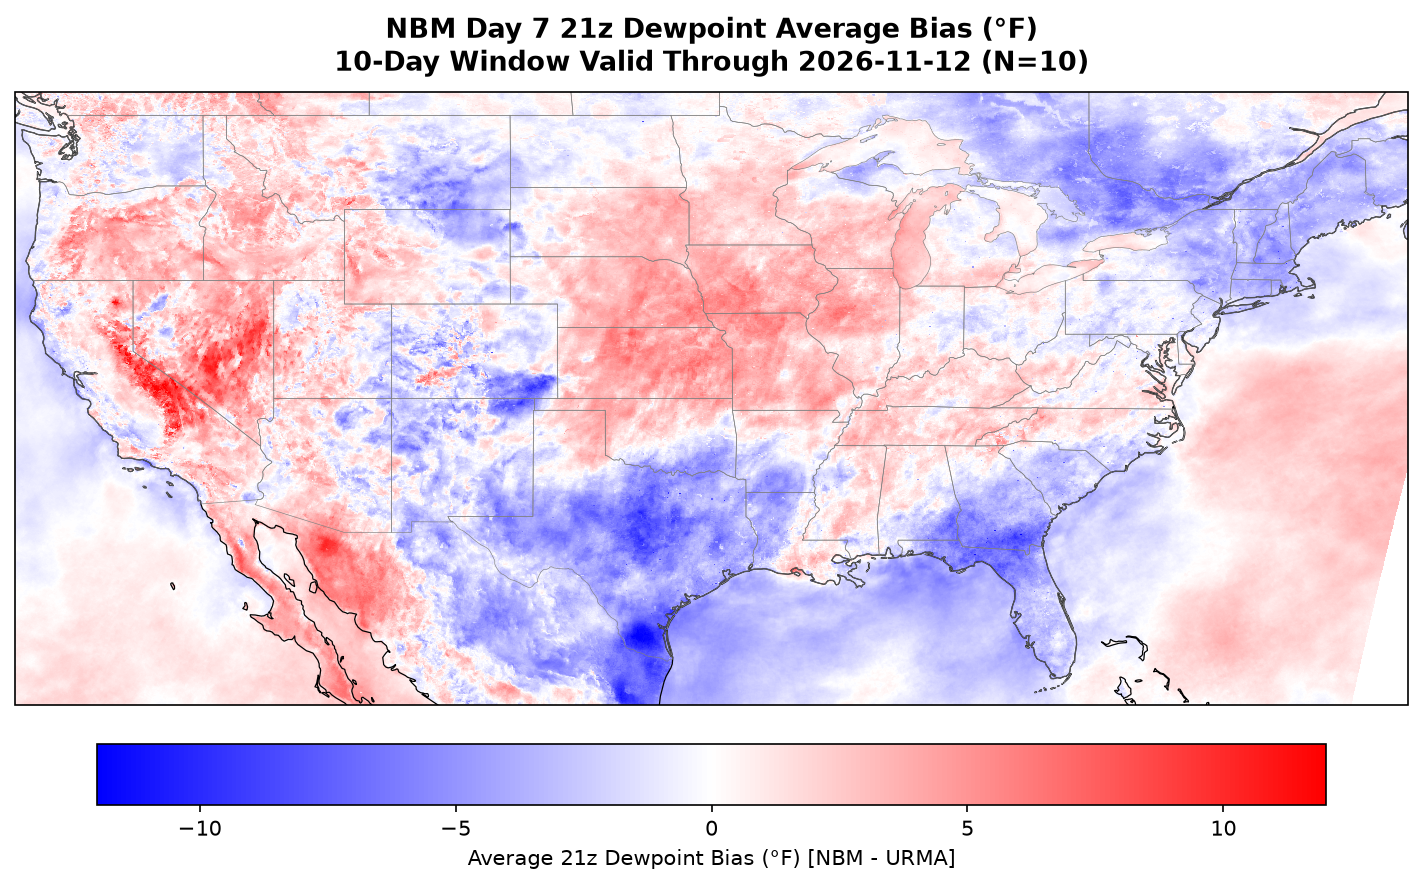 NBM Day 7 21z Dewpoint Average Bias (°F)
10-Day Window Valid Through 2026-11-12 (N=10)
−10 −5 0 5 10
Average 21z Dewpoint Bias (°F) [NBM - URMA]